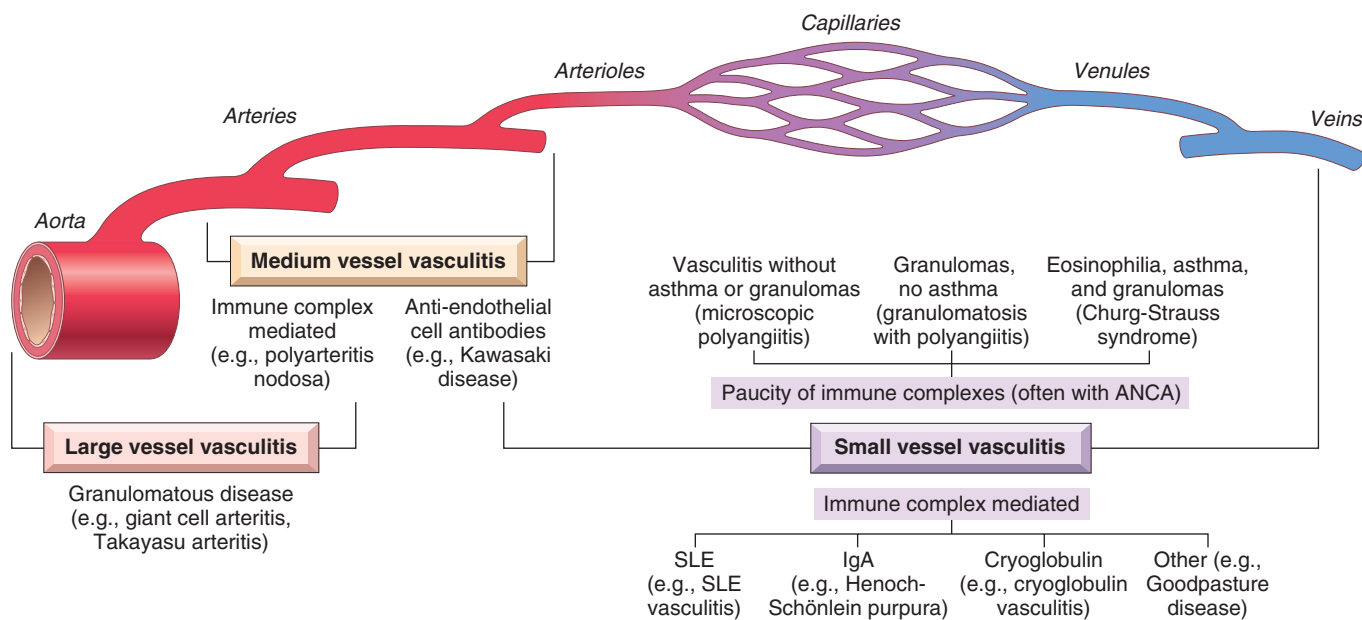 Capillaries
Arterioles
Venules
Arteries
Veins
Aorta
Medium vessel vasculitis
Immune complex
mediated
(e.g., polyarteritis
nodosa)
Anti-endothelial
cell antibodies
(e.g., Kawasaki
disease)
Vasculitis without
asthma or granulomas
(microscopic
polyangiitis)
Granulomas,
no asthma
(granulomatosis
with polyangiitis)
Eosinophilia, asthma,
and granulomas
(Churg-Strauss
syndrome)
Paucity of immune complexes (often with ANCA)
Large vessel vasculitis
Granulomatous disease
(e.g., giant cell arteritis,
Takayasu arteritis)
Small vessel vasculitis
Immune complex mediated
SLE
(e.g., SLE
vasculitis)
IgA
(e.g., Henoch-
Schönlein purpura)
Cryoglobulin
(e.g., cryoglobulin
vasculitis)
Other (e.g.,
Goodpasture
disease)